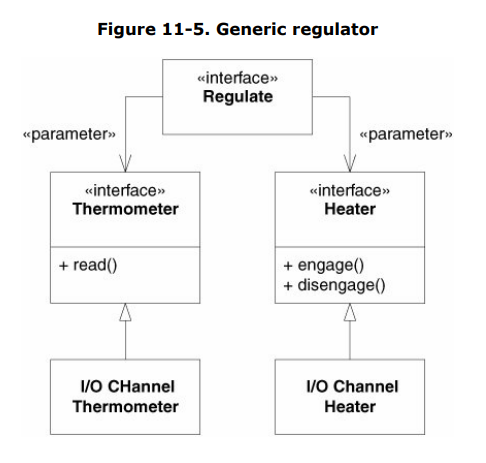 Figure 11-5. Generic regulator
«interface»
Regulate
«parameter»
«parameter»
«interface»
Thermometer
«interface»
Heater
+ read()
+ engage()
+ disengage()
I/O CHannel
Thermometer
I/O Channel
Heater